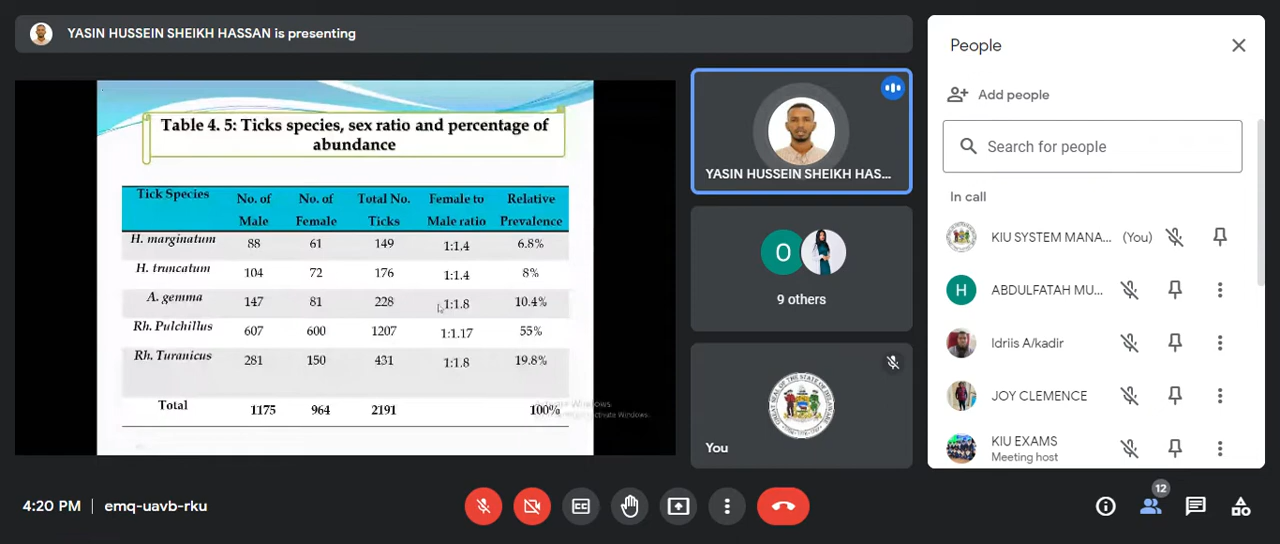 YASIN HUSSEIN SHEIKH HASSAN is presenting
Table 4. 5: Ticks species, sex ratio and percentage of
abundance
Tick Species No. of Male No. of Female Total No. Ticks Female to Male ratio Relative Prevalence
H. marginatum 88 61 149 1:1.4 6.8%
H. truncatum 104 72 176 1:1.4 8%
A. gemma 147 81 228 1:1.8 10.4%
Rh. Pulchillus 607 600 1207 1:1.17 55%
Rh. Turanicus 281 150 431 1:1.8 19.8%
Total 1175 964 2191 100%
YASIN HUSSEIN SHEIKH HAS...
O
9 others
You
People
Add people
Search for people
In call
KIU SYSTEM MANA... (You)
H ABDULFATAH MU...
Idriis A/kadir
JOY CLEMENCE
KIU EXAMS
Meeting host
4:20 PM | emq-uavb-rku
CC
12